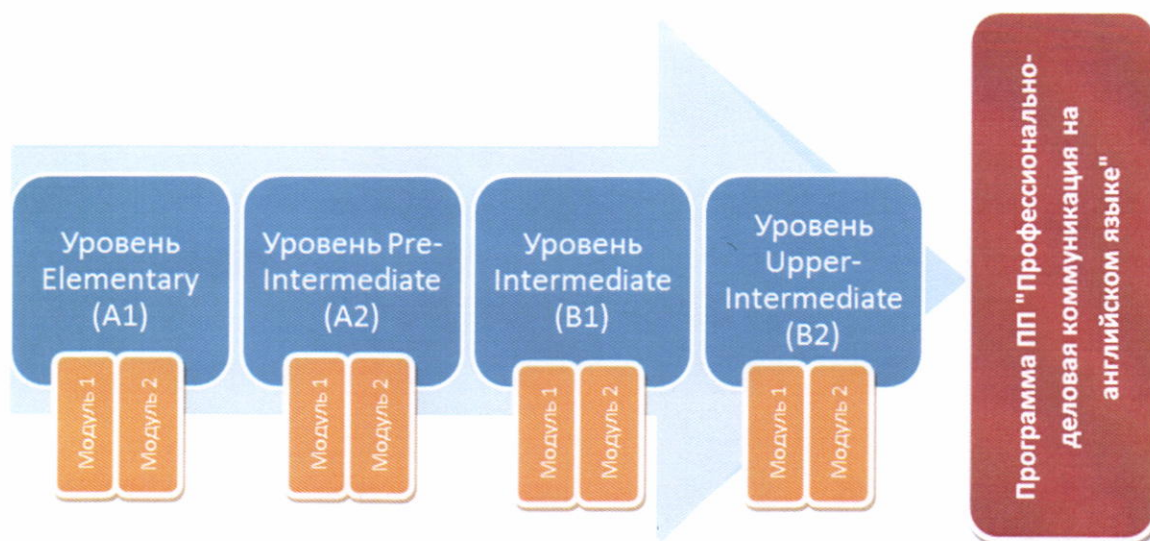 Уровень
Elementary
(A1)
Модуль 1
Модуль 2
Уровень Pre-
Intermediate
(A2)
Модуль 1
Модуль 2
Уровень
Intermediate
(B1)
Модуль 1
Модуль 2
Уровень
Upper-
Intermediate
(B2)
Модуль 1
Модуль 2
Программа ПП "Профессионально-
деловая коммуникация на
английском языке"